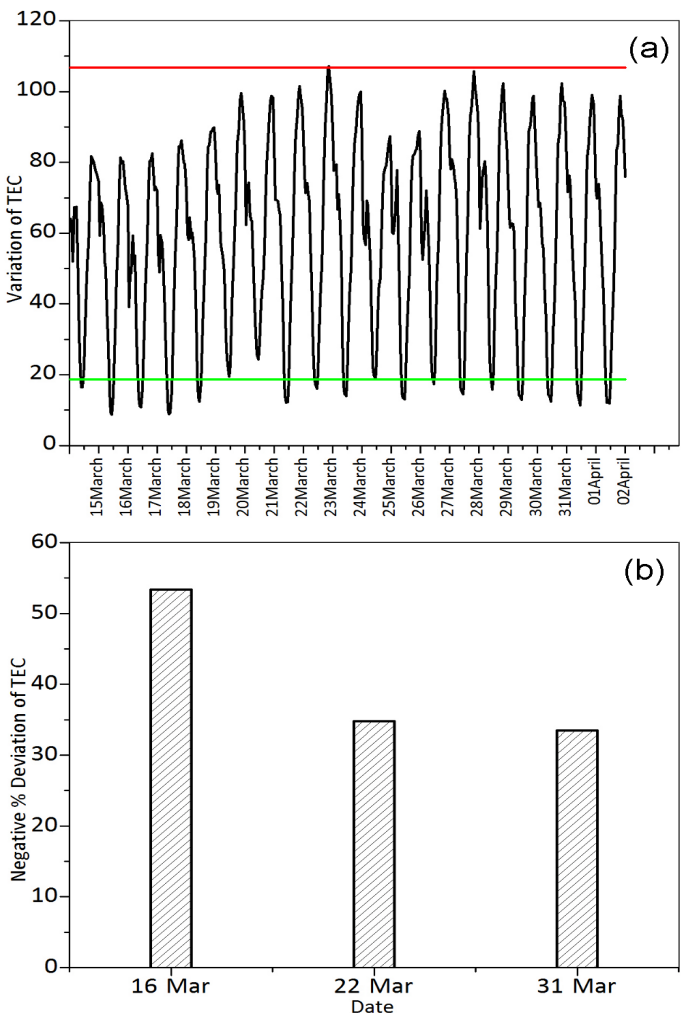 (a)
Variation of TEC
120
100
80
60
40
20
0
15March
16March
17March
18March
19March
20March
21March
22March
23March
24March
25March
26March
27March
28March
29March
30March
31March
01April
02April
(b)
Negative % Deviation of TEC
60
50
40
30
20
10
0
16 Mar
22 Mar
31 Mar
Date